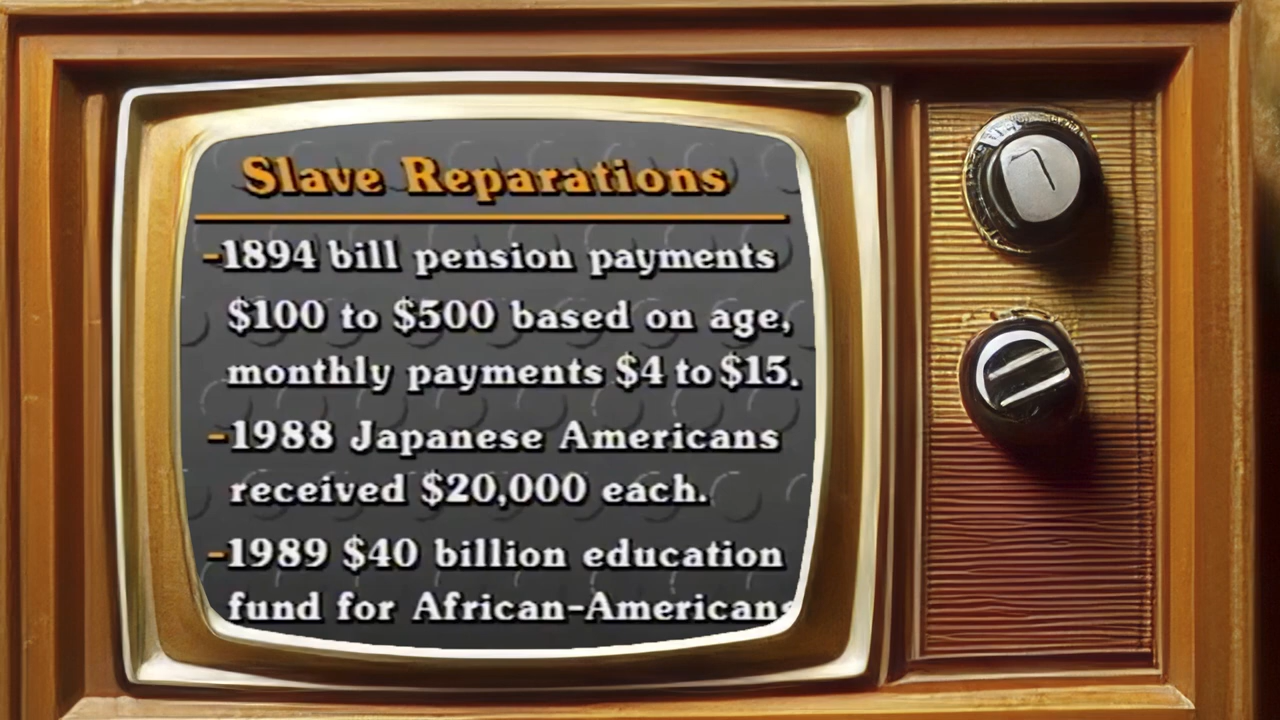 Slave Reparations
-1894 bill pension payments
$100 to $500 based on age,
monthly payments $4 to $15.
-1988 Japanese Americans
received $20,000 each.
-1989 $40 billion education
fund for African-Americans